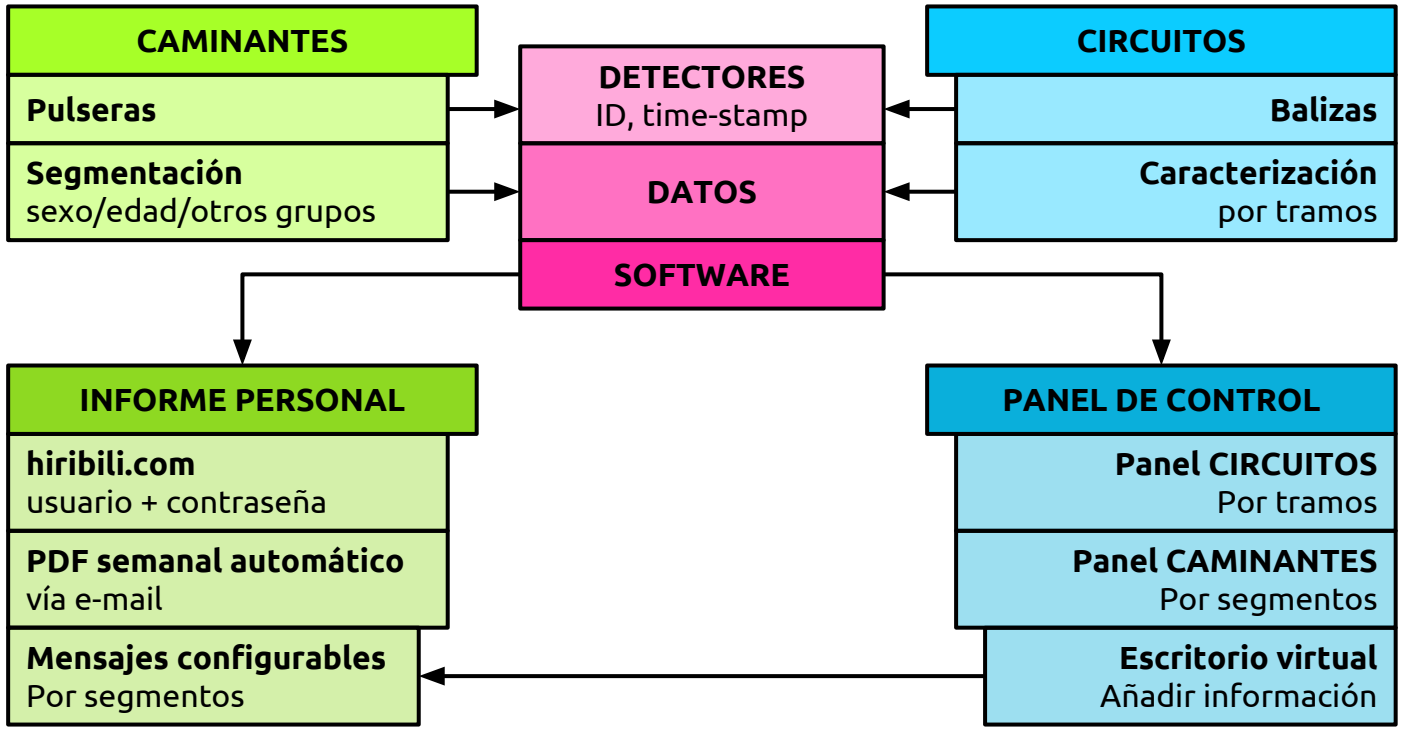 CAMINANTES
Pulseras
Segmentación
sexo/edad/otros grupos
DETECTORES
ID, time-stamp
DATOS
SOFTWARE
CIRCUITOS
Balizas
Caracterización
por tramos
INFORME PERSONAL
hiribili.com
usuario + contraseña
PDF semanal automático
vía e-mail
Mensajes configurables
Por segmentos
PANEL DE CONTROL
Panel CIRCUITOS
Por tramos
Panel CAMINANTES
Por segmentos
Escritorio virtual
Añadir información